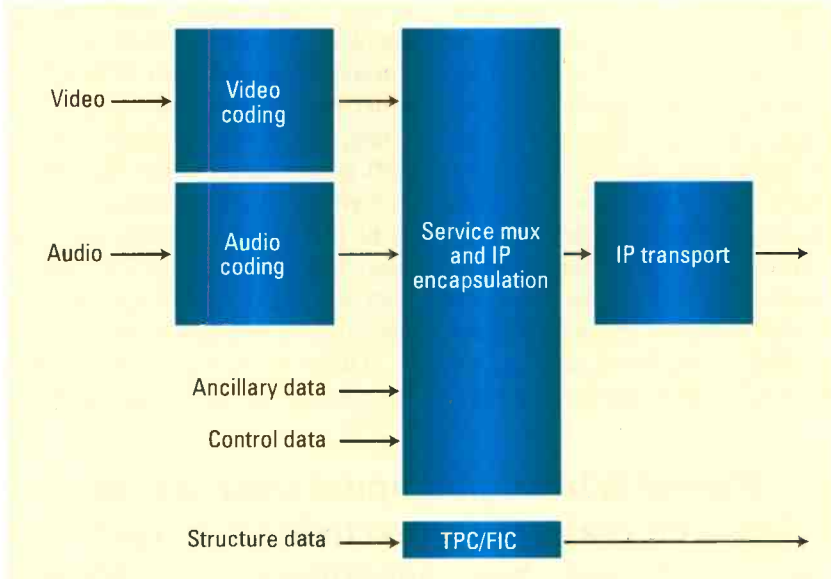 Video
Video
coding
Audio
Audio
coding
Service mux
and IP
encapsulation
IP transport
Ancillary data
Control data
Structure data
TPC/FIC